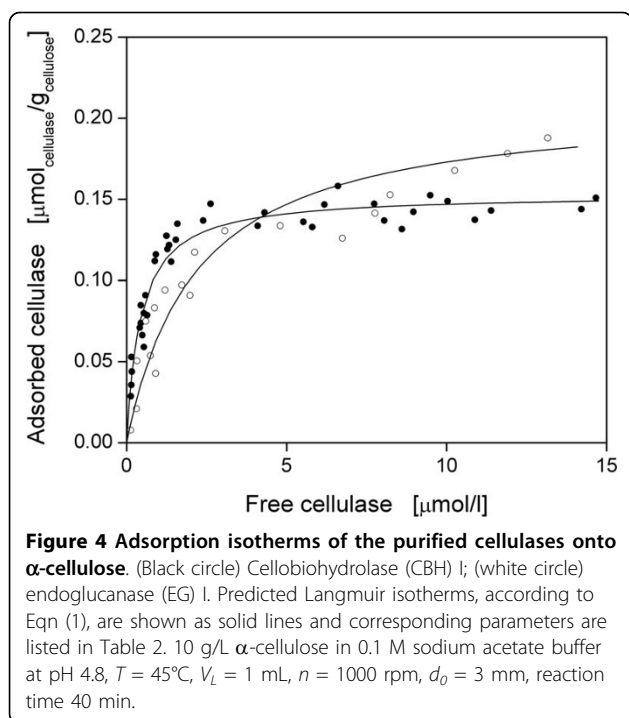 0.25
0.20
0.15
0.10
0.05
0.00
Adsorbed cellulase [μmol_cellulase/g_cellulose]
0 5 10 15
Free cellulase [μmol/l]
Figure 4 Adsorption isotherms of the purified cellulases onto
α-cellulose. (Black circle) Cellobiohydrolase (CBH) I; (white circle)
endoglucanase (EG) I. Predicted Langmuir isotherms, according to
Eqn (1), are shown as solid lines and corresponding parameters are
listed in Table 2. 10 g/L α-cellulose in 0.1 M sodium acetate buffer
at pH 4.8, T = 45°C, V_L = 1 mL, n = 1000 rpm, d_0 = 3 mm, reaction
time 40 min.